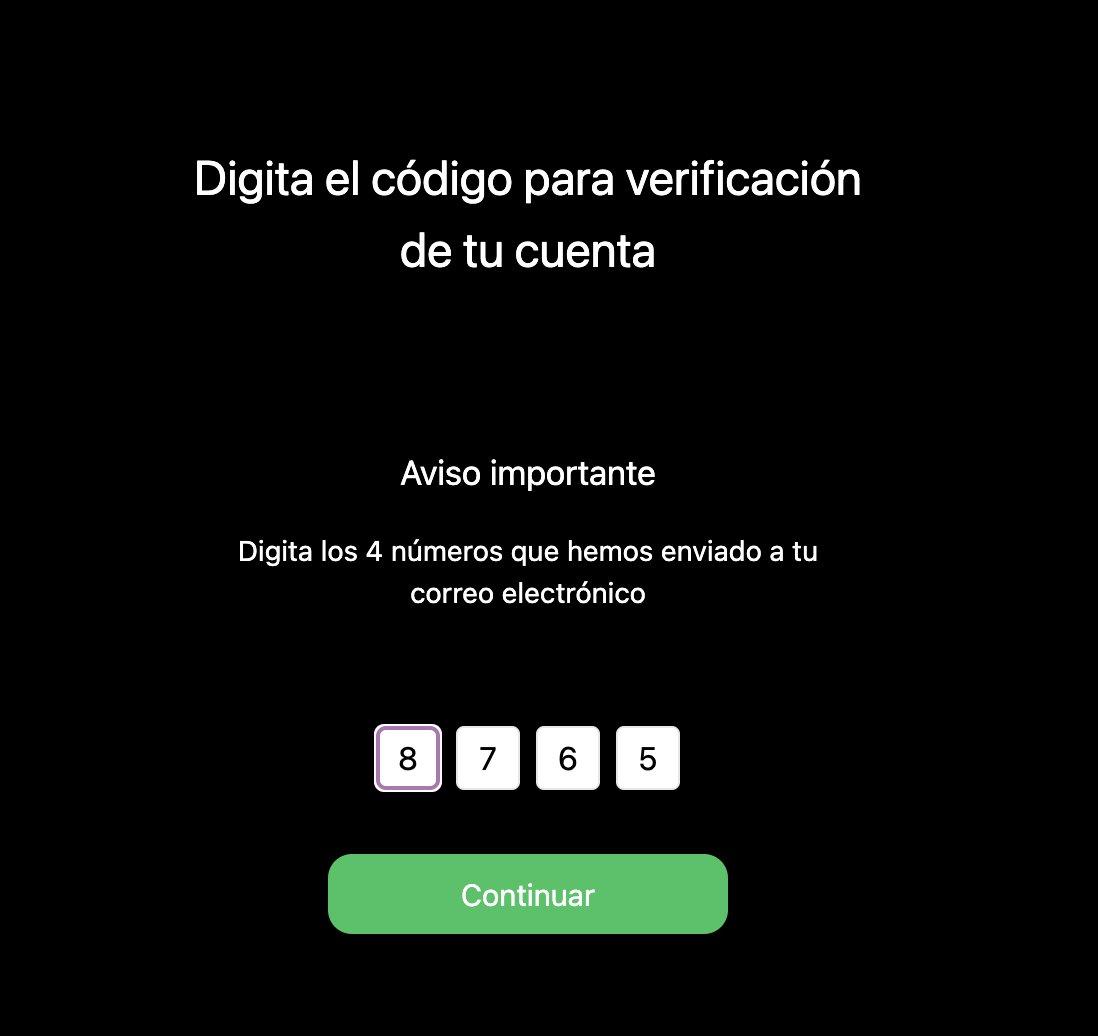 Digita el código para verificación
de tu cuenta
Aviso importante
Digita los 4 números que hemos enviado a tu
correo electrónico
8 7 6 5
Continuar